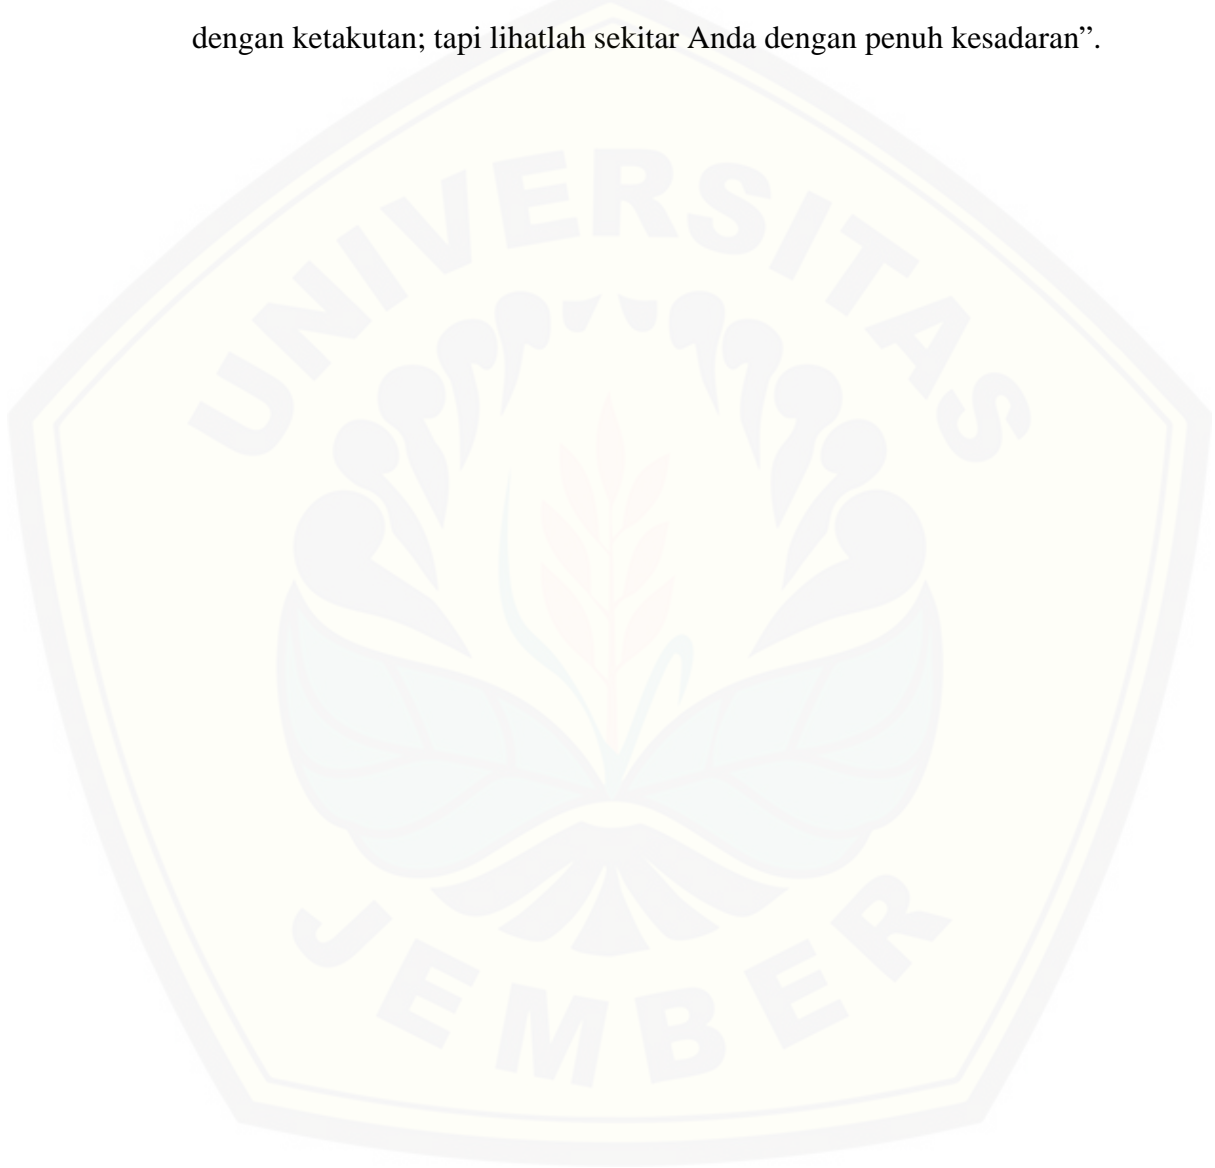 dengan ketakutan; tapi lihatlah sekitar Anda dengan penuh kesadaran”.
UNIVERSITAS
JEMBER